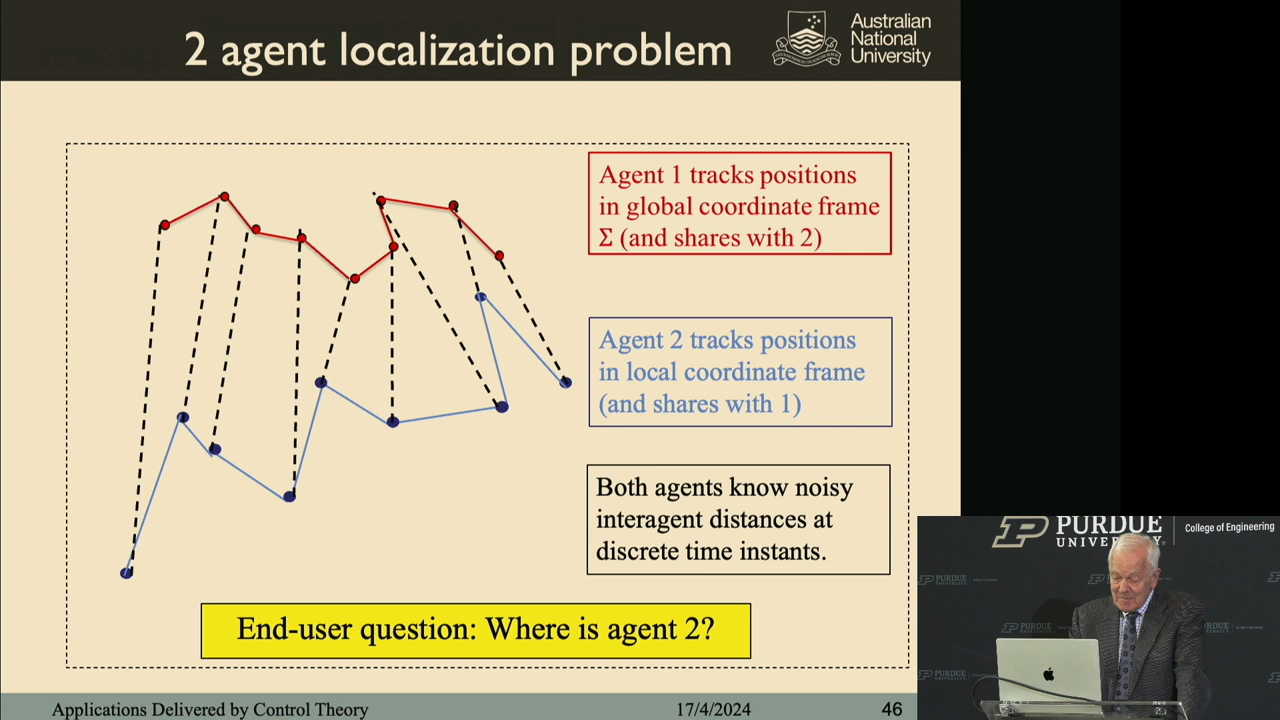 2 agent localization problem
Australian
National
University
Agent 1 tracks positions
in global coordinate frame
Σ (and shares with 2)
Agent 2 tracks positions
in local coordinate frame
(and shares with 1)
Both agents know noisy
interagent distances at
discrete time instants.
End-user question: Where is agent 2?
Applications Delivered by Control Theory
17/4/2024
46
PURDUE
UNIVERSITY
College of Engineering
PURDUE
PURDUE
PURDUE